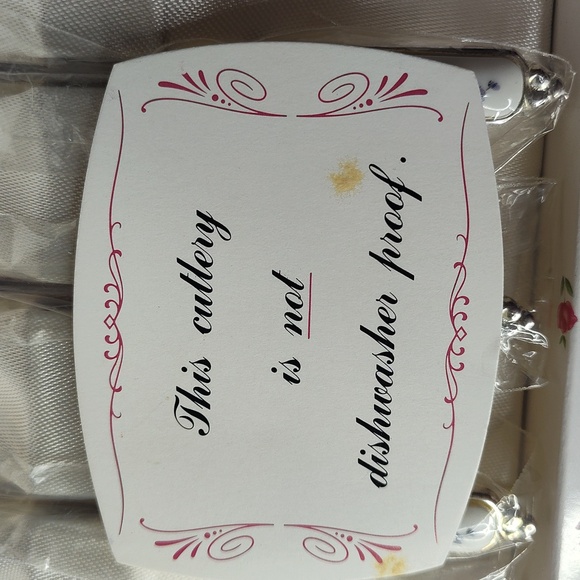 This cutlery
is not
dishwasher proof.